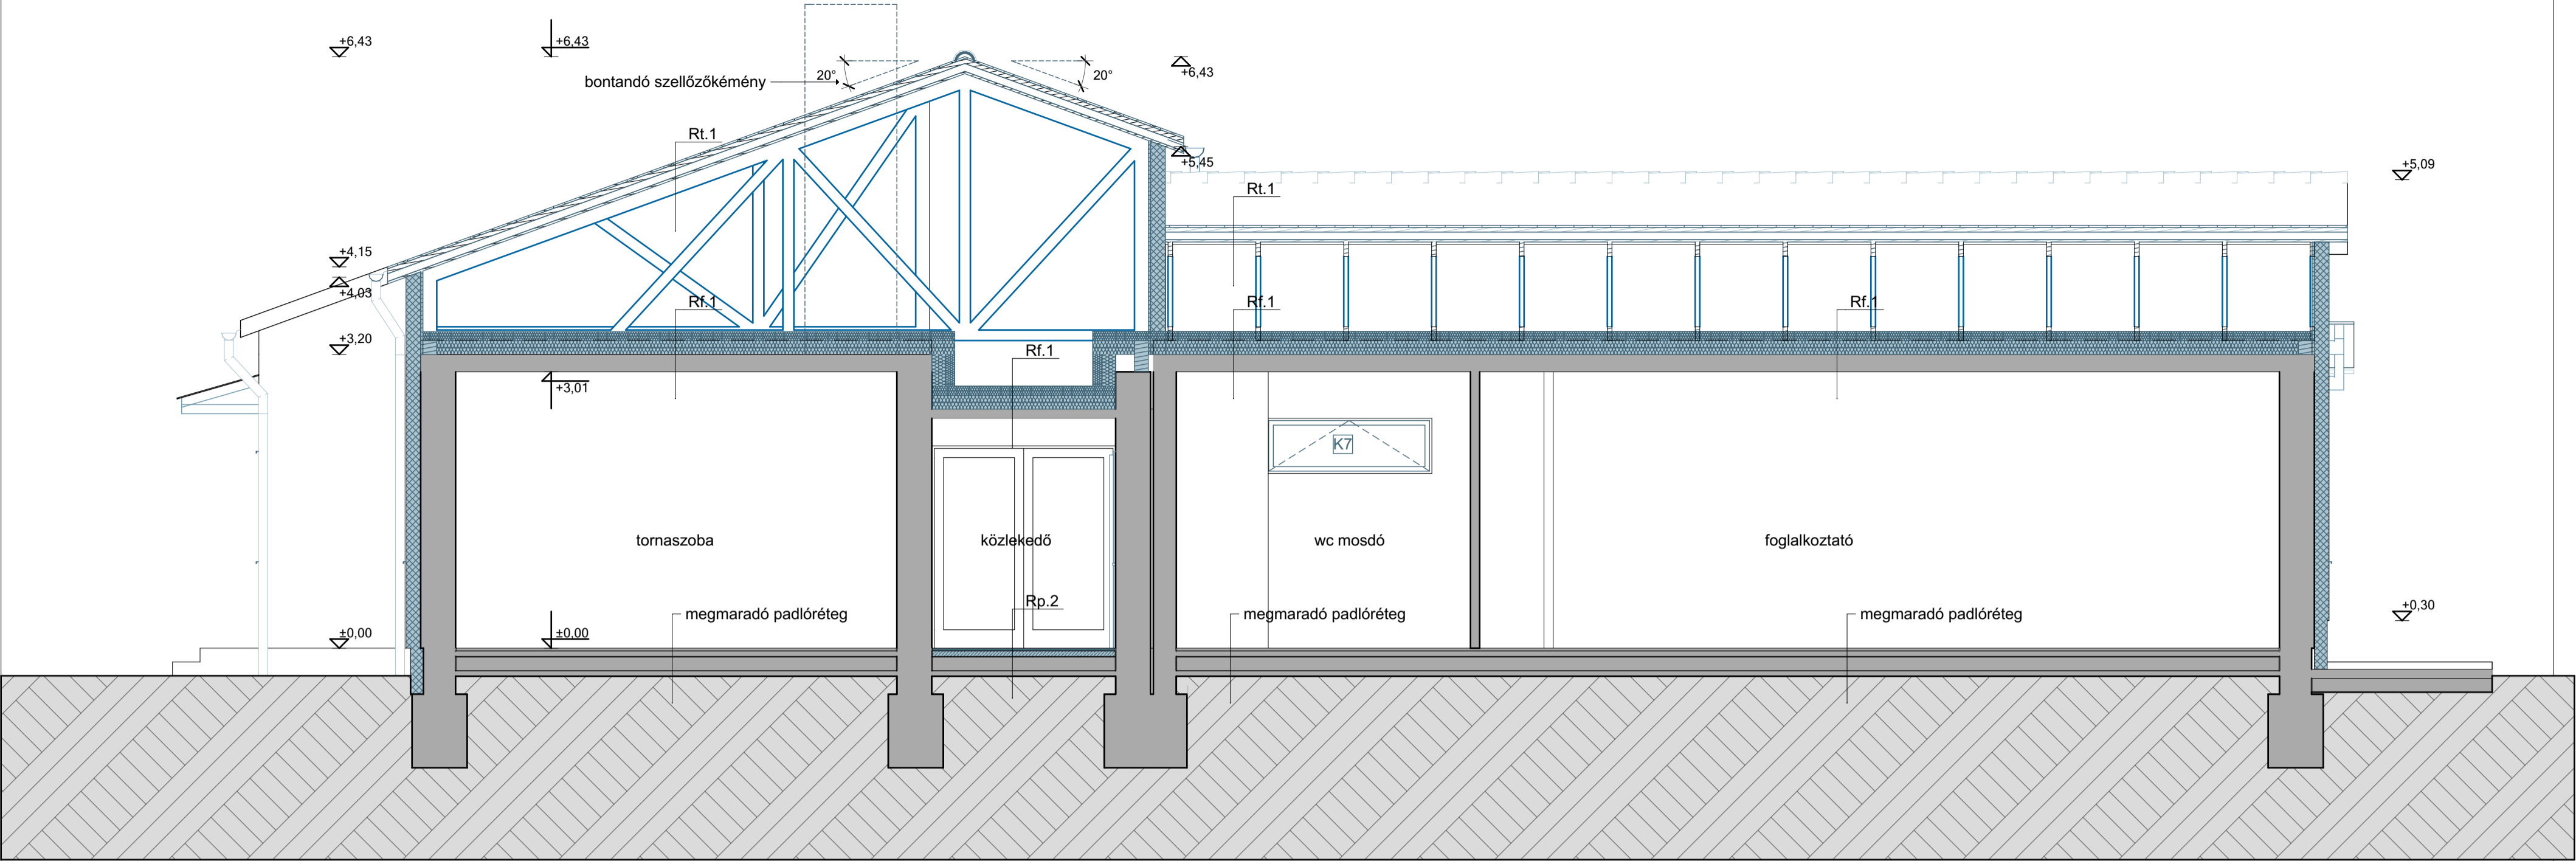 +6,43
+6,43
bontandó szellőzőkémény
20°
20°
+6,43
Rt.1
+5,45
+5,09
Rt.1
+4,15
+4,03
Rf.1
Rf.1
Rf.1
+3,20
Rf.1
+3,01
K7
tornaszoba
közlekedő
wc mosdó
foglalkoztató
Rp.2
+0,30
megmaradó padlóréteg
megmaradó padlóréteg
megmaradó padlóréteg
±0,00
±0,00